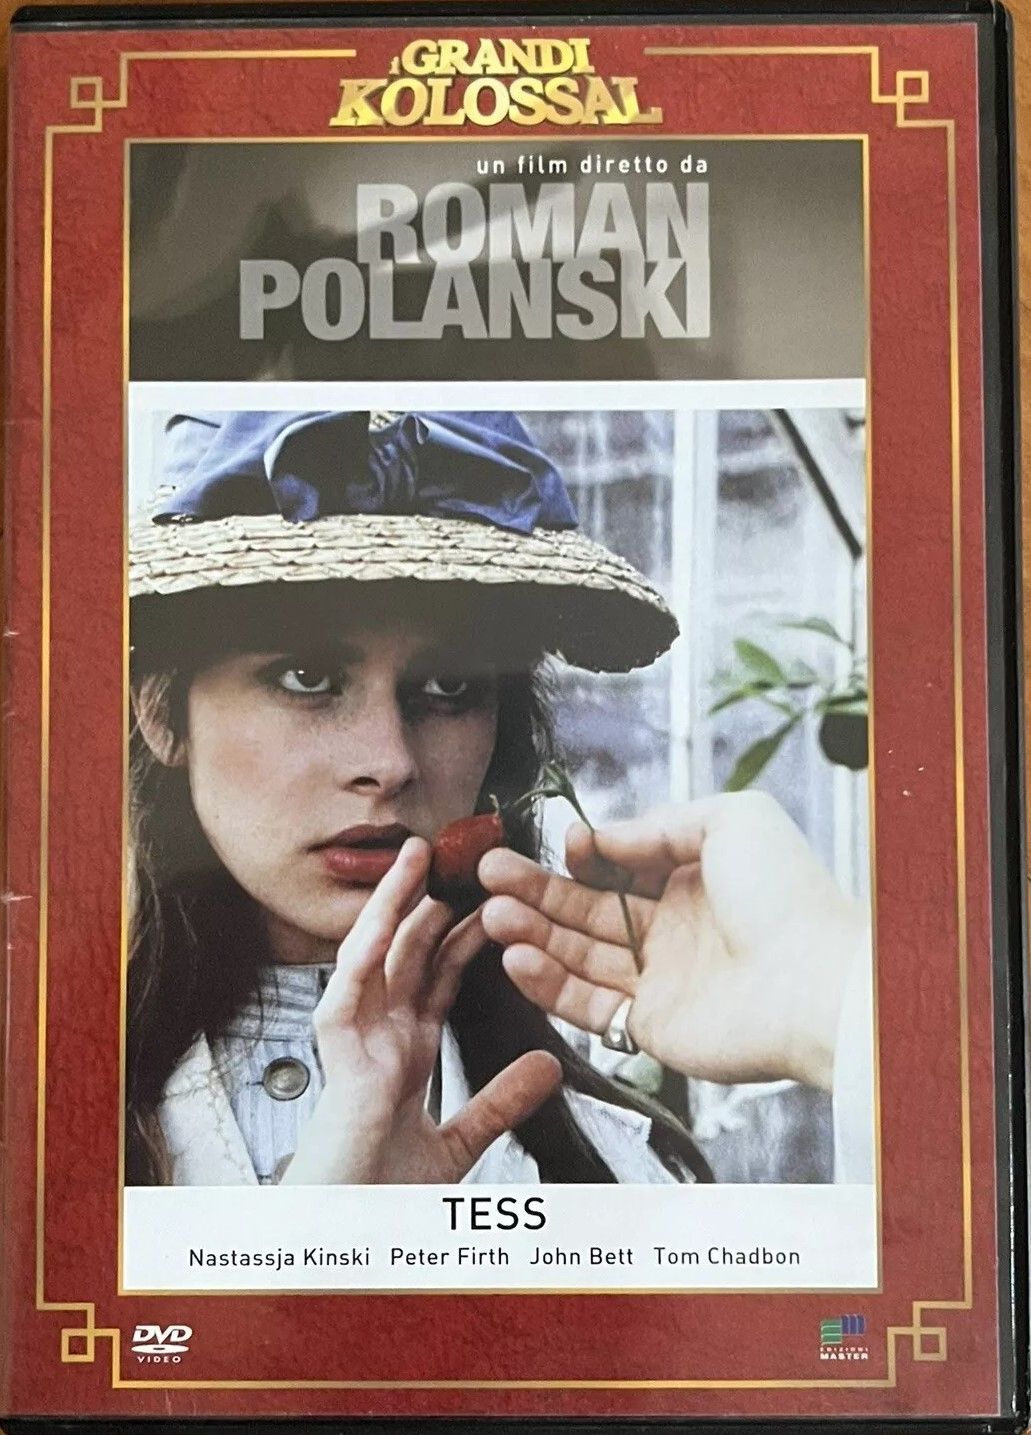 i GRANDI
KOLOSSAL
un film diretto da
ROMAN
POLANSKI
TESS
Nastassja Kinski Peter Firth John Bett Tom Chadbon
DVD
VIDEO
EDIZIONI
MASTER